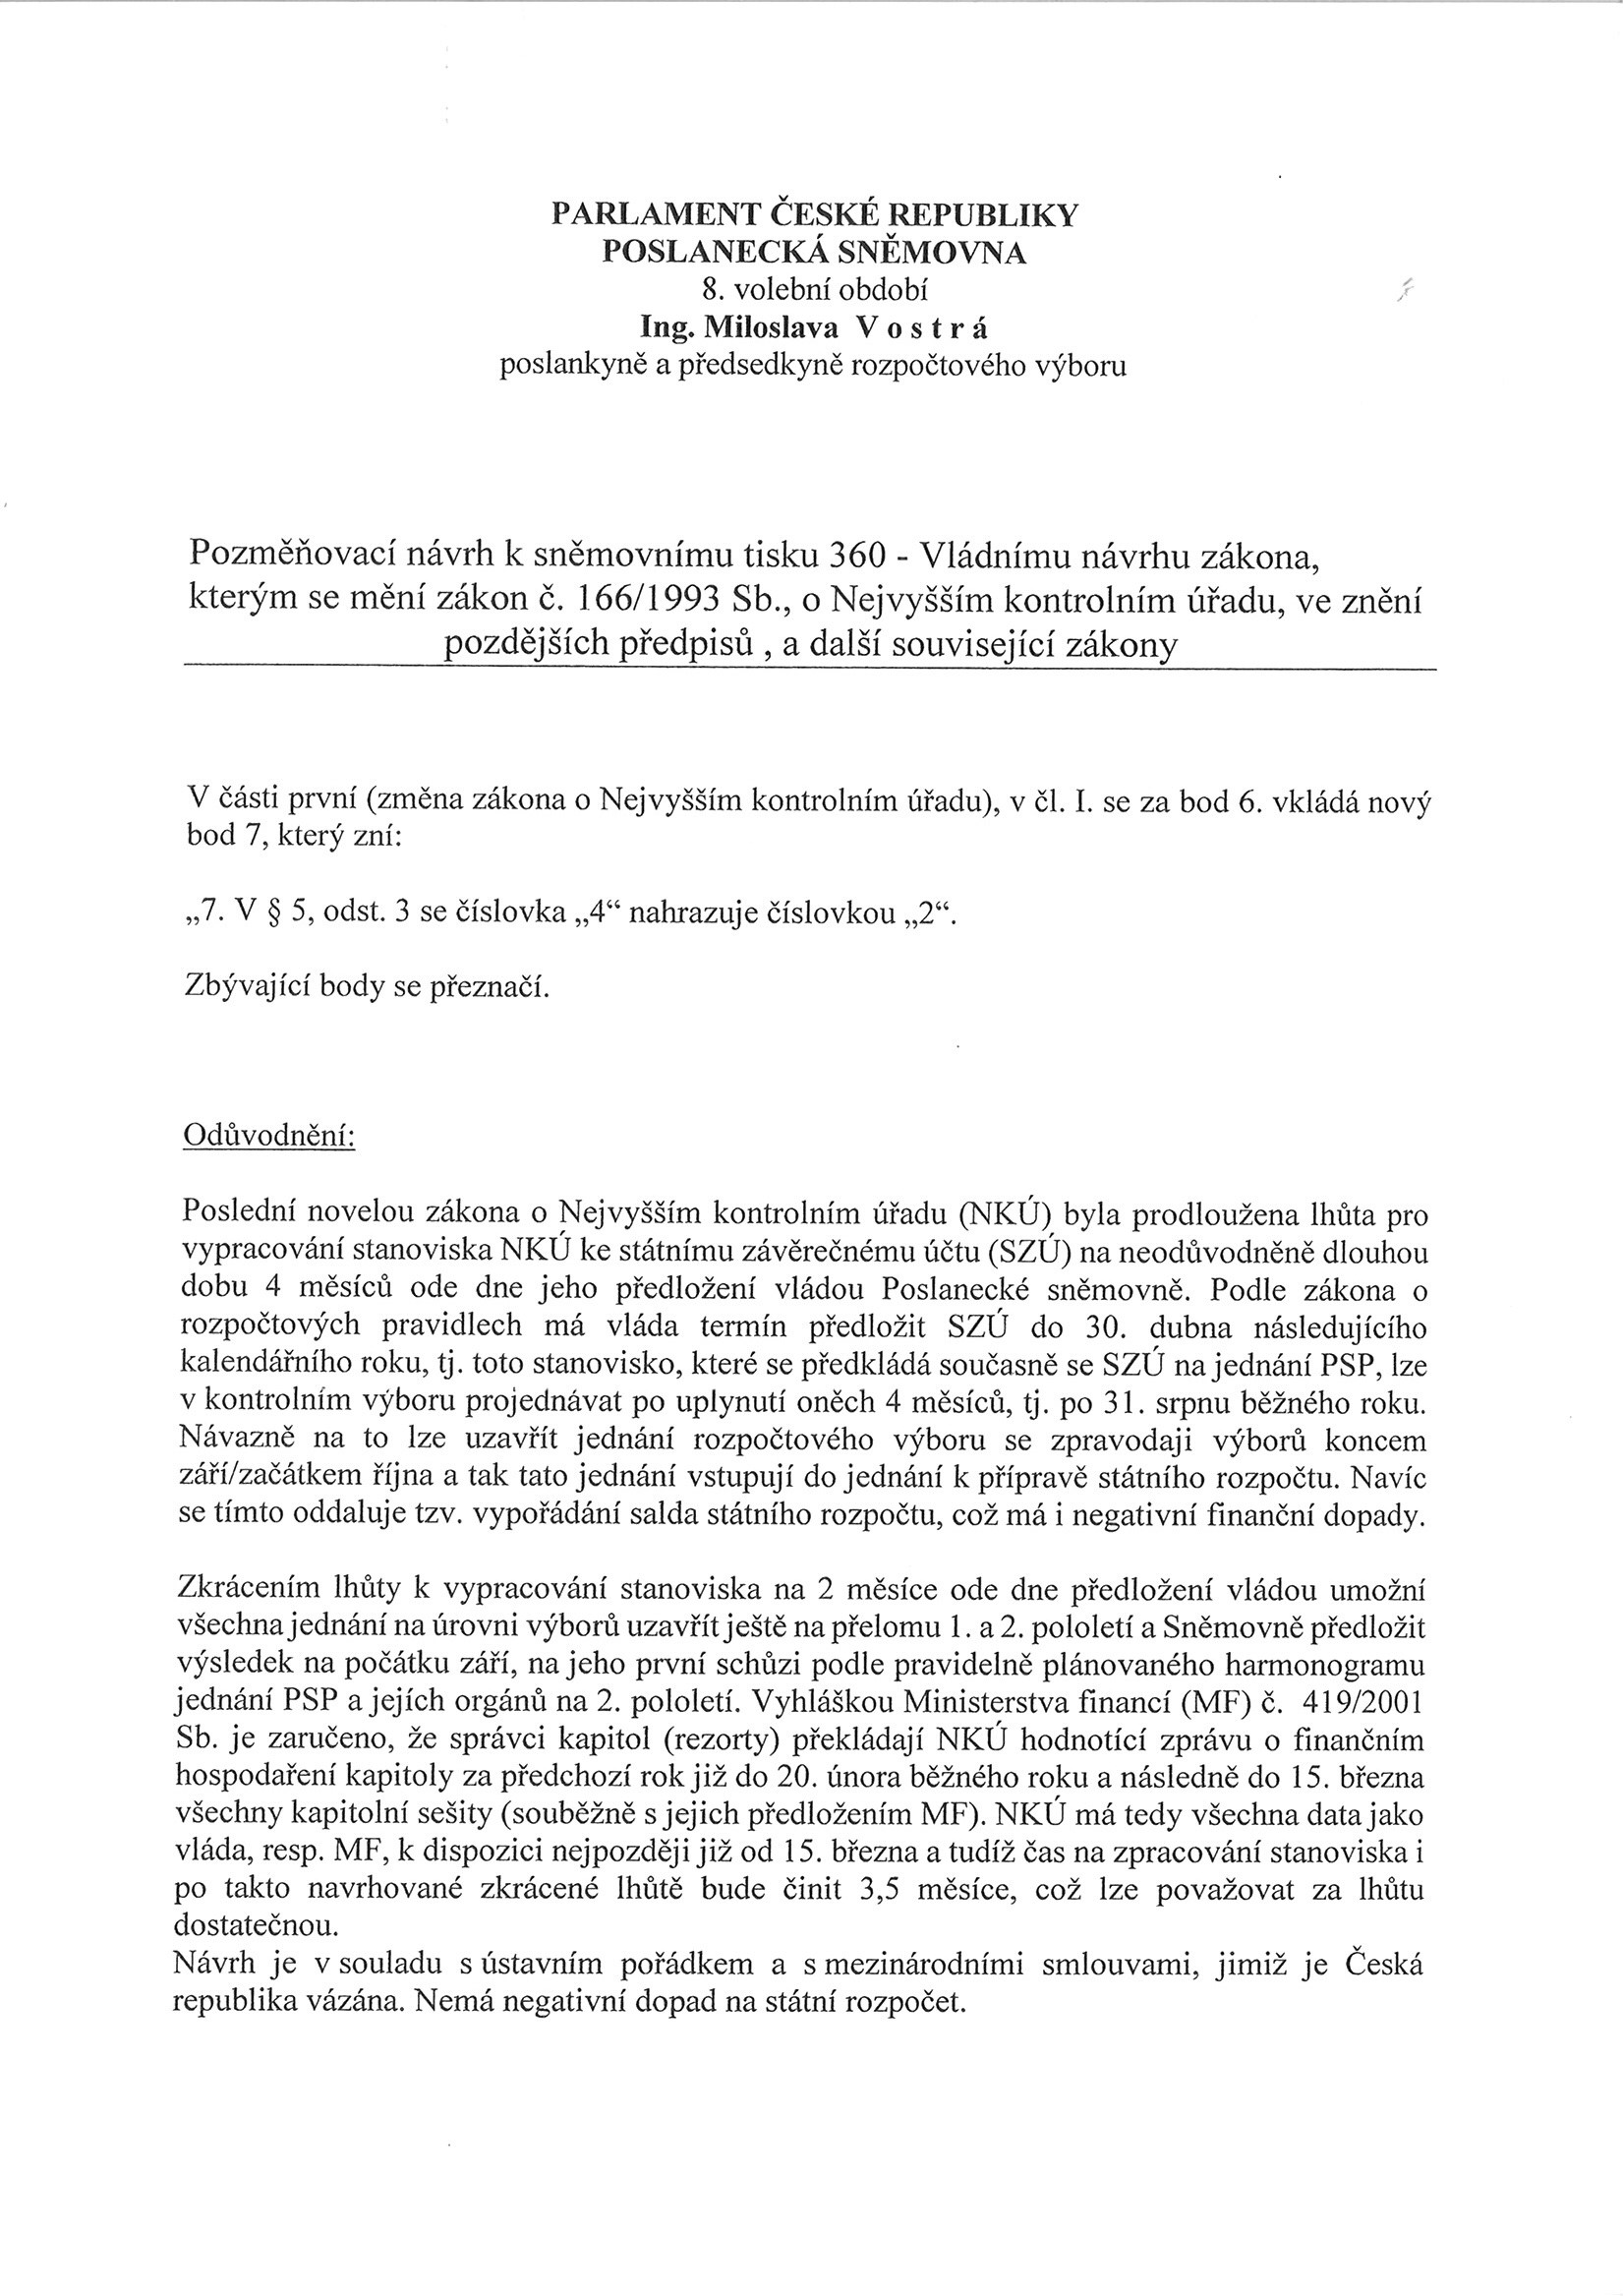 PARLAMENT ČESKÉ REPUBLIKY
POSLANECKÁ SNĚMOVNA
8. volební období
Ing. Miloslava V o s t r á
poslankyně a předsedkyně rozpočtového výboru
Pozměňovací návrh k sněmovnímu tisku 360 - Vládnímu návrhu zákona,
kterým se mění zákon č. 166/1993 Sb., o Nejvyšším kontrolním úřadu, ve znění
pozdějších předpisů , a další související zákony
V části první (změna zákona o Nejvyšším kontrolním úřadu), v čl. I. se za bod 6. vkládá nový
bod 7, který zní:
„7. V § 5, odst. 3 se číslovka „4“ nahrazuje číslovkou „2“.
Zbývající body se přeznačí.
Odůvodnění:
Poslední novelou zákona o Nejvyšším kontrolním úřadu (NKÚ) byla prodloužena lhůta pro
vypracování stanoviska NKÚ ke státnímu závěrečnému účtu (SZÚ) na neodůvodněně dlouhou
dobu 4 měsíců ode dne jeho předložení vládou Poslanecké sněmovně. Podle zákona o
rozpočtových pravidlech má vláda termín předložit SZÚ do 30. dubna následujícího
kalendářního roku, tj. toto stanovisko, které se předkládá současně se SZÚ na jednání PSP, lze
v kontrolním výboru projednávat po uplynutí oněch 4 měsíců, tj. po 31. srpnu běžného roku.
Návazně na to lze uzavřít jednání rozpočtového výboru se zpravodaji výborů koncem
září/začátkem října a tak tato jednání vstupují do jednání k přípravě státního rozpočtu. Navíc
se tímto oddaluje tzv. vypořádání salda státního rozpočtu, což má i negativní finanční dopady.
Zkrácením lhůty k vypracování stanoviska na 2 měsíce ode dne předložení vládou umožní
všechna jednání na úrovni výborů uzavřít ještě na přelomu 1. a 2. pololetí a Sněmovně předložit
výsledek na počátku září, na jeho první schůzi podle pravidelně plánovaného harmonogramu
jednání PSP a jejích orgánů na 2. pololetí. Vyhláškou Ministerstva financí (MF) č. 419/2001
Sb. je zaručeno, že správci kapitol (rezorty) překládají NKÚ hodnotící zprávu o finančním
hospodaření kapitoly za předchozí rok již do 20. února běžného roku a následně do 15. března
všechny kapitolní sešity (souběžně s jejich předložením MF). NKÚ má tedy všechna data jako
vláda, resp. MF, k dispozici nejpozději již od 15. března a tudíž čas na zpracování stanoviska i
po takto navrhované zkrácené lhůtě bude činit 3,5 měsíce, což lze považovat za lhůtu
dostatečnou.
Návrh je v souladu s ústavním pořádkem a s mezinárodními smlouvami, jimiž je Česká
republika vázána. Nemá negativní dopad na státní rozpočet.